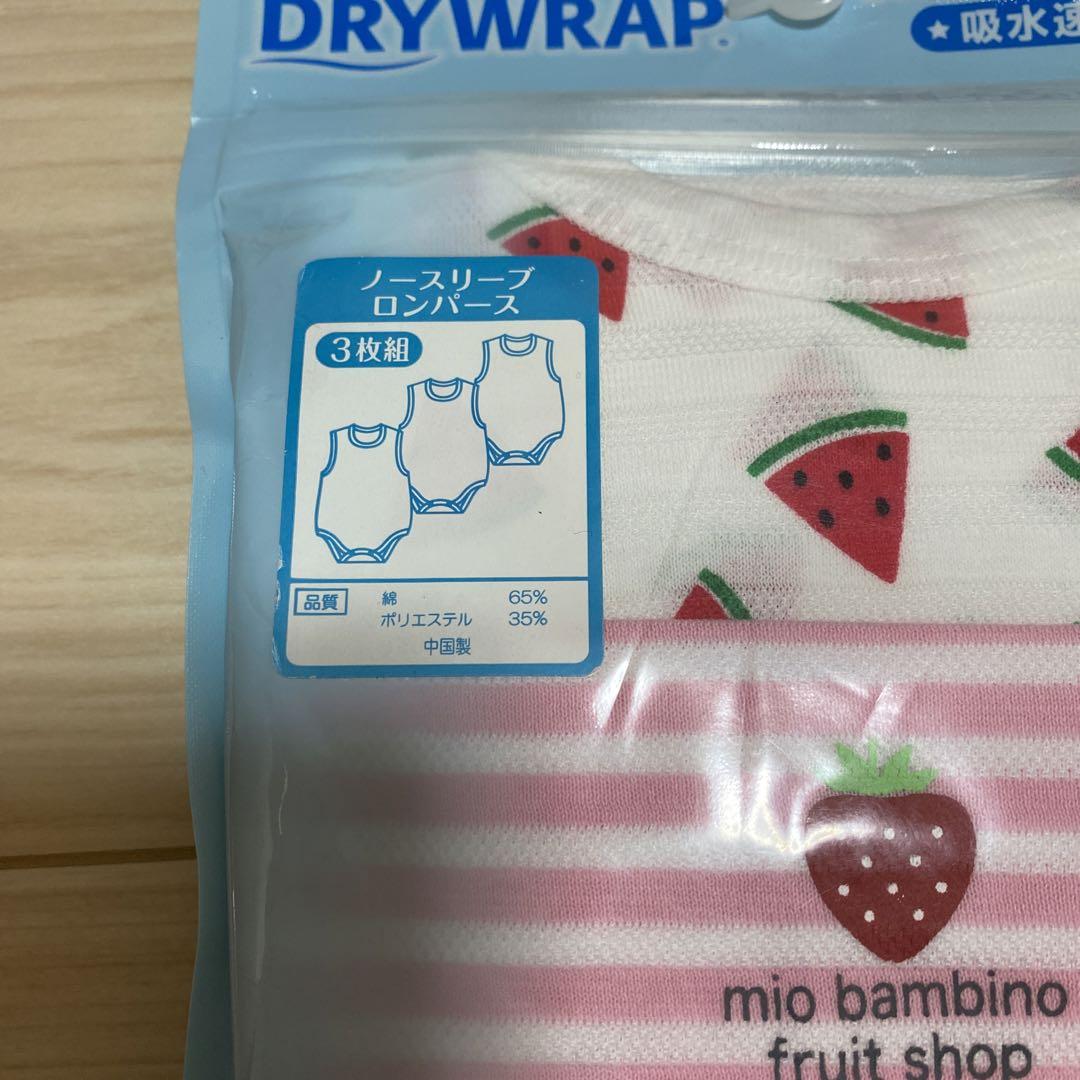 DRYWRAP®
★吸水速
ノースリーブ
ロンパース
3枚組
品質 綿 65%
ポリエステル 35%
中国製
mio bambino
fruit shop